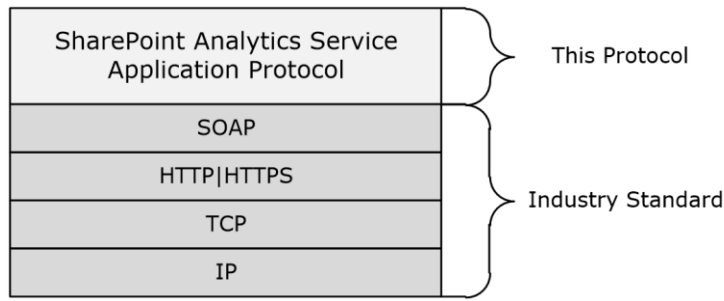 SharePoint Analytics Service
Application Protocol
This Protocol
SOAP
HTTP|HTTPS
TCP
IP
Industry Standard